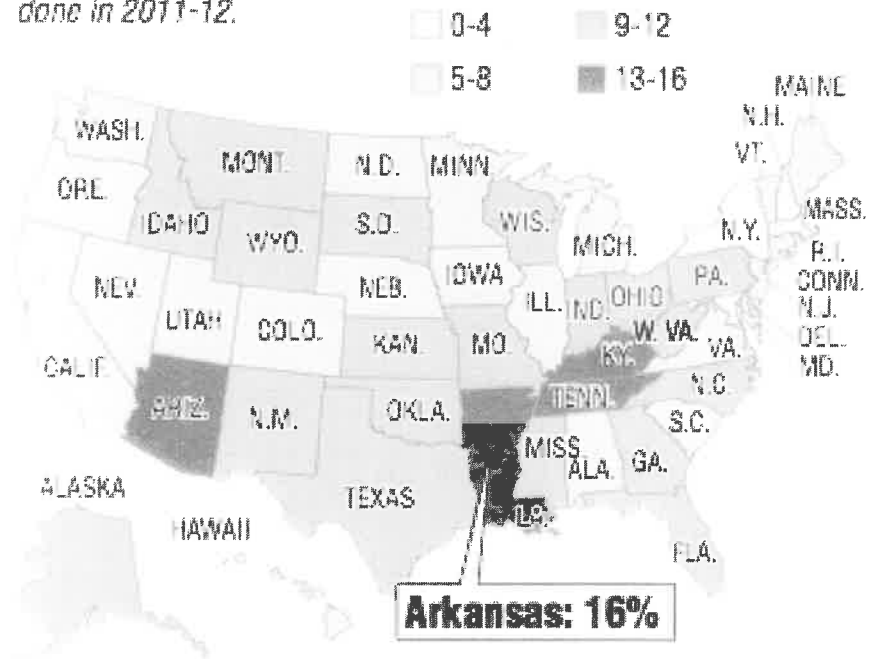 done in 2011-12.
0-4
9-12
5-8
13-16
MAINE
N.H.
WASH.
VT.
MONT.
N.D.
MINN
ORE.
MASS.
IDAHO
S.D.
WIS.
N.Y.
WYO.
MICH.
R.I.
IOWA
PA.
CONN.
NEV.
NEB.
ILL.
IND.
OHIO
N.J.
UTAH
COLO.
W. VA.
DEL.
KAN.
MO.
KY.
VA.
MD.
CALIF.
N.C.
ARIZ.
TENN.
N.M.
OKLA.
S.C.
MISS.
ALA.
GA.
ALASKA
TEXAS
LA.
HAWAII
FLA.
Arkansas: 16%